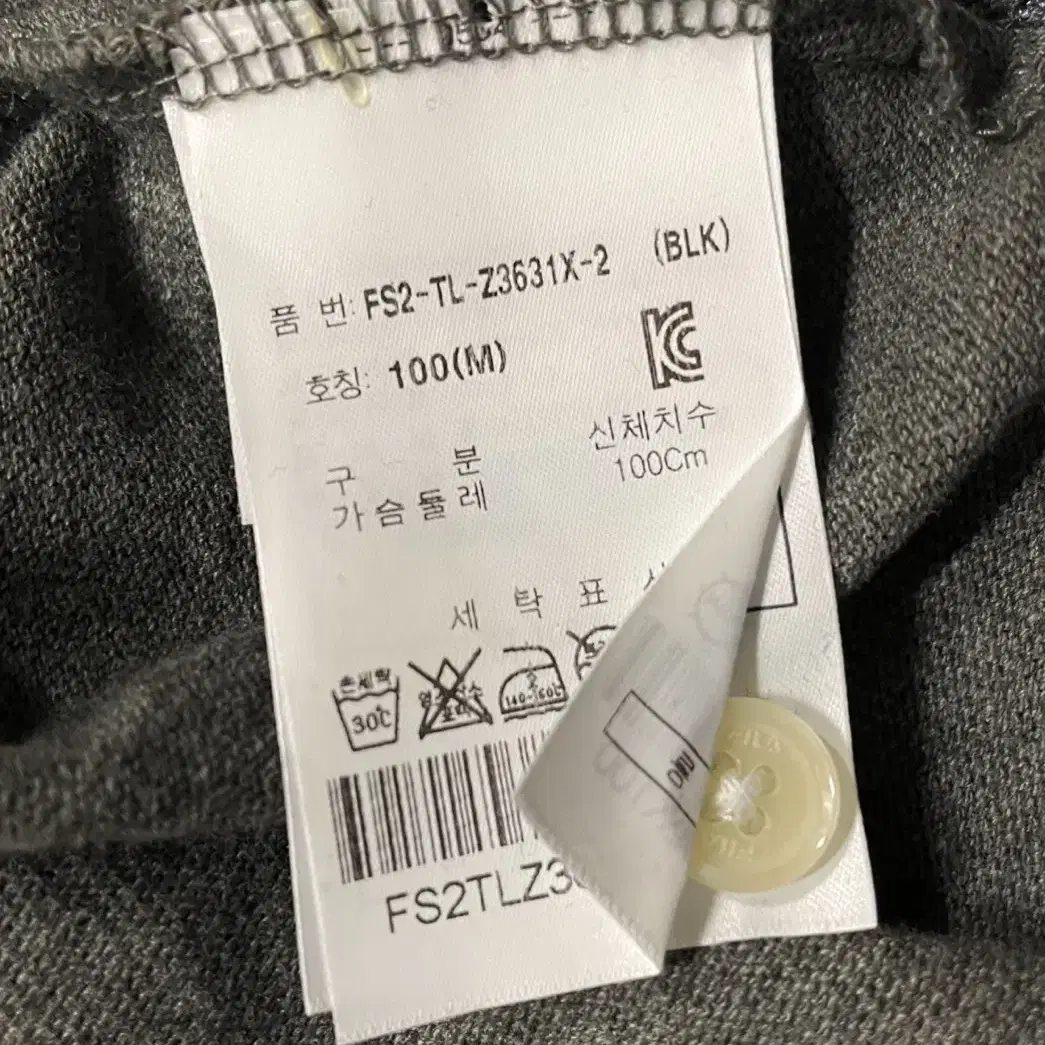 품 번: FS2-TL-Z3631X-2 (BLK)
호칭: 100(M)
구 분 신체치수
가슴둘레 100Cm
세 탁 표
손세탁
30℃
140~160℃
FS2TLZ3